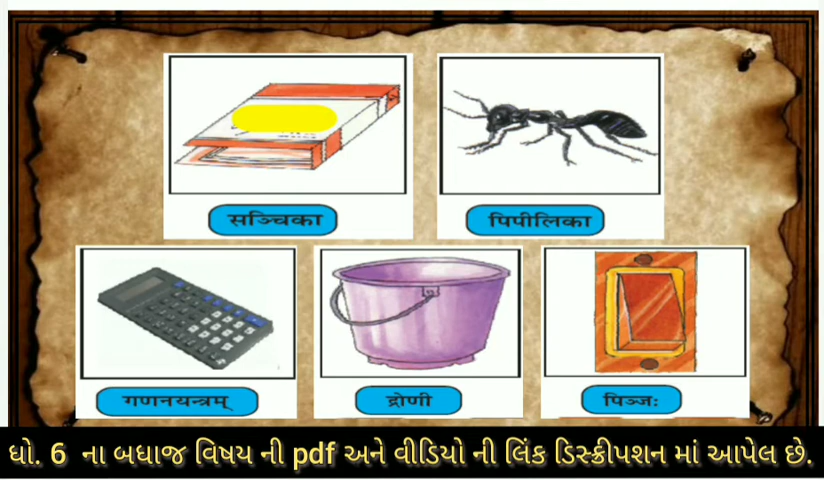 सञ्चिका
पिपीलिका
गणनयन्त्रम्
द्रोणी
पिञ्जः
ધો. 6 ના બધાજ વિષય ની pdf અને વીડિયો ની લિંક ડિસ્ક્રીપશન માં આપેલ છે.